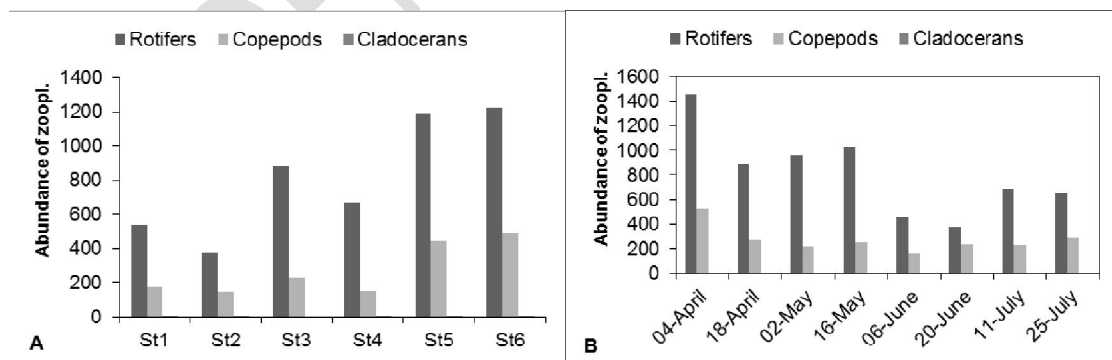 Rotifers Copepods Cladocerans
Abundance of zoopl.
1400
1200
1000
800
600
400
200
0
St1 St2 St3 St4 St5 St6
A
Rotifers Copepods Cladocerans
Abundance of zoopl.
1600
1400
1200
1000
800
600
400
200
0
04-April 18-April 02-May 16-May 06-June 20-June 11-July 25-July
B